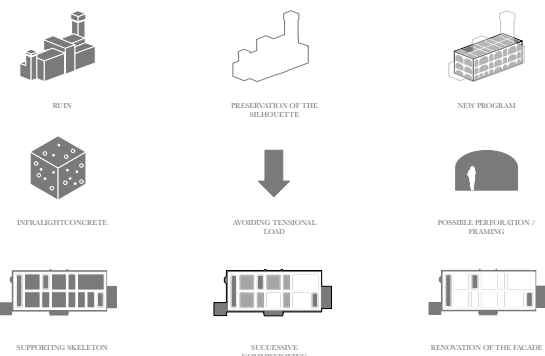 RUIN
PRESERVATION OF THE
SILHOUETTE
NEW PROGRAM
INFRALIGHTCONCRETE
AVOIDING TENSIONAL
LOAD
POSSIBLE PERFORATION /
FRAMING
SUPPORTING SKELETON
SUCCESSIVE
COMMISSIONING
RENOVATION OF THE FACADE